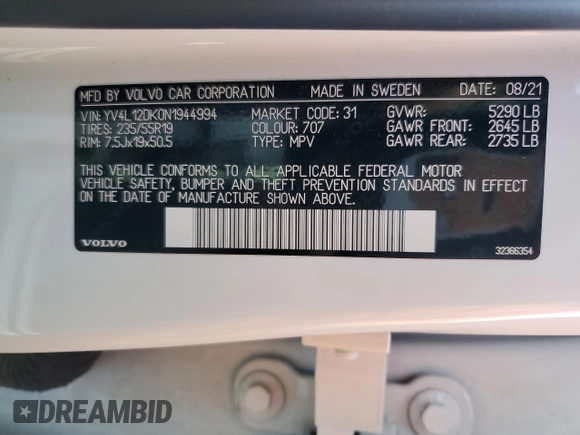 MFD BY VOLVO CAR CORPORATION MADE IN SWEDEN DATE: 08/21
VIN: YV4L12DK0N1944994 MARKET CODE: 31 GVWR: 5290 LB
TIRES: 235/55R19 COLOUR: 707 GAWR FRONT: 2645 LB
RIM: 7.5Jx19x50.5 TYPE: MPV GAWR REAR: 2735 LB
THIS VEHICLE CONFORMS TO ALL APPLICABLE FEDERAL MOTOR
VEHICLE SAFETY, BUMPER AND THEFT PREVENTION STANDARDS IN EFFECT
ON THE DATE OF MANUFACTURE SHOWN ABOVE.
VOLVO 32366354
DREAMBID